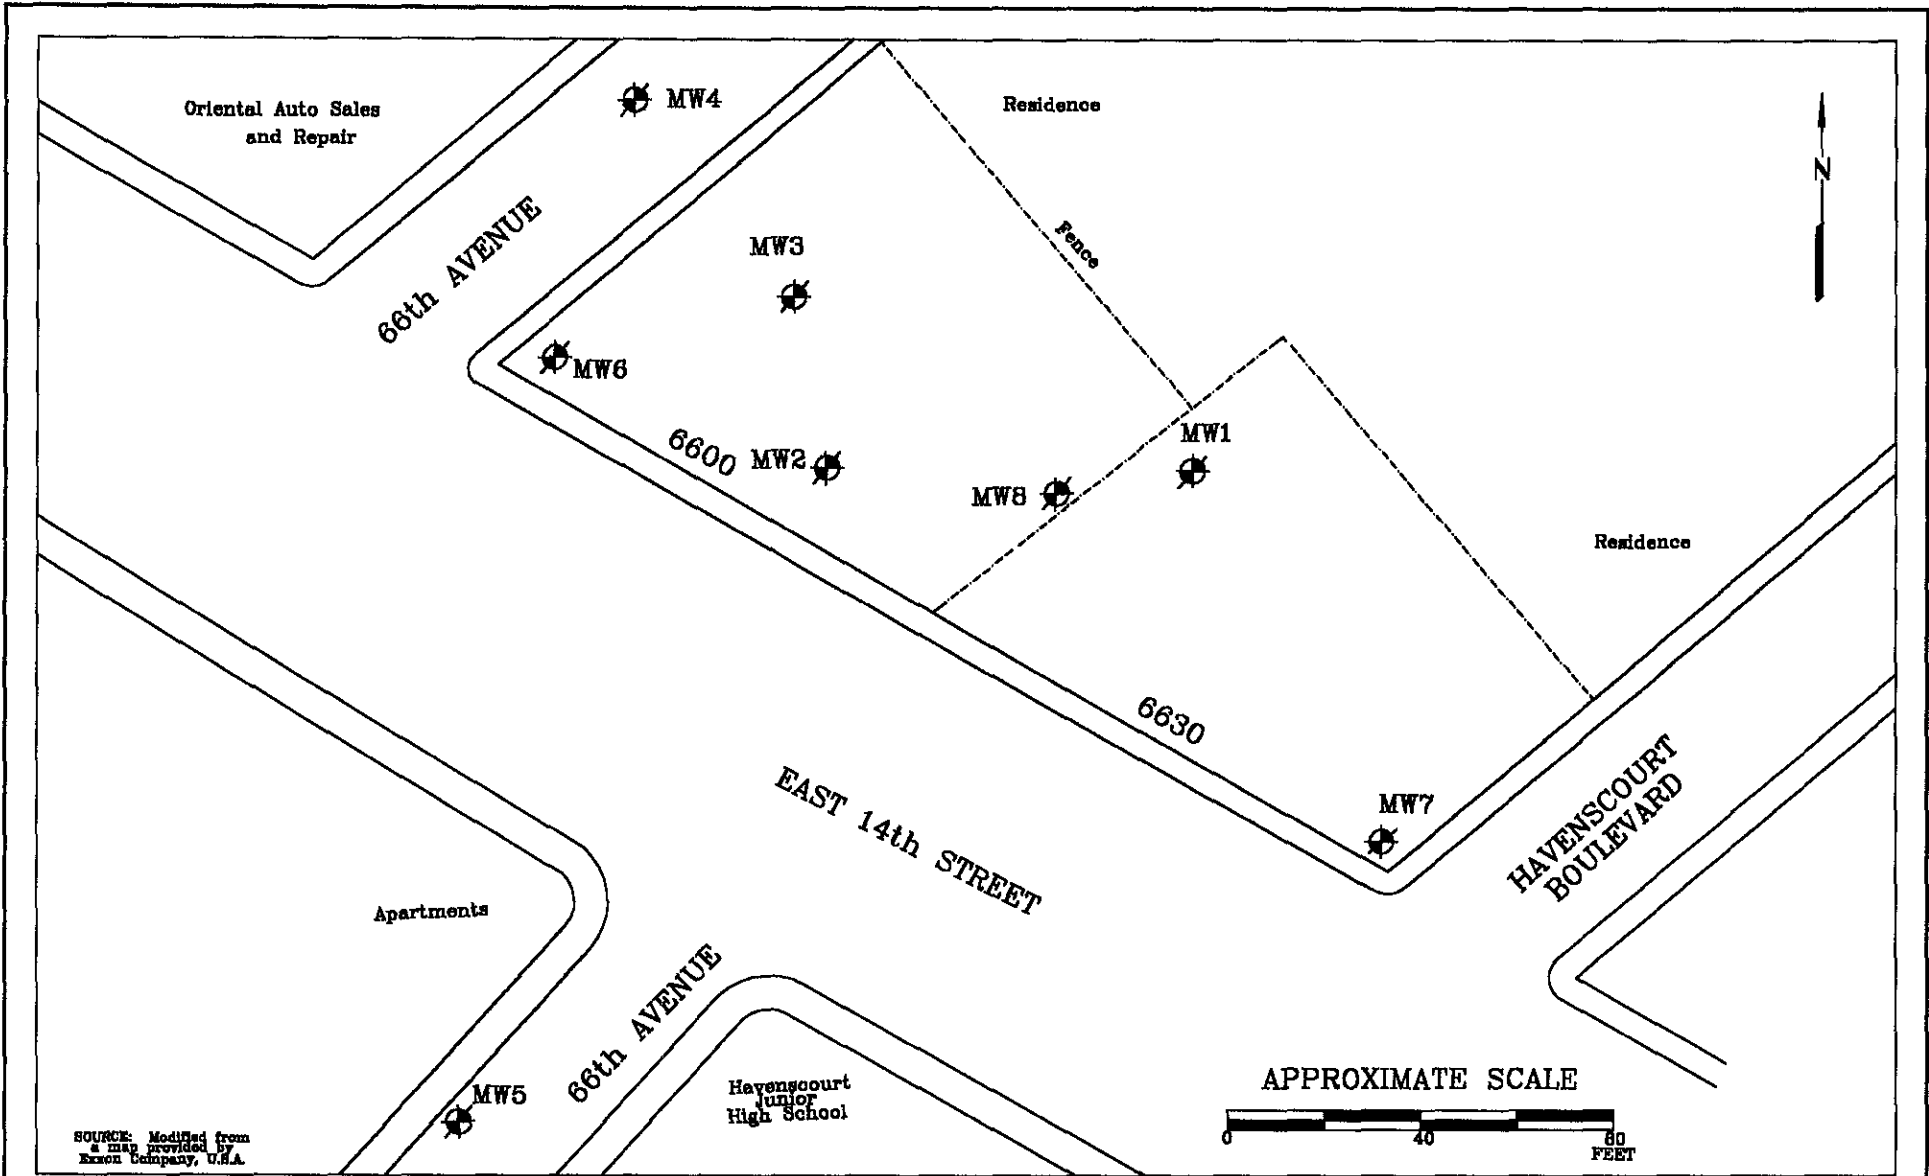 Oriental Auto Sales
and Repair
MW4
Residence
N
66th AVENUE
MW3
Fence
MW6
6600
MW2
MW8
MW1
Residence
6630
EAST 14th STREET
MW7
HAVENSCOURT
BOULEVARD
Apartments
66th AVENUE
MW5
Havenscourt
Junior
High School
APPROXIMATE SCALE
0 40 80
FEET
SOURCE: Modified from
a map provided by
Exxon Company, U.S.A.